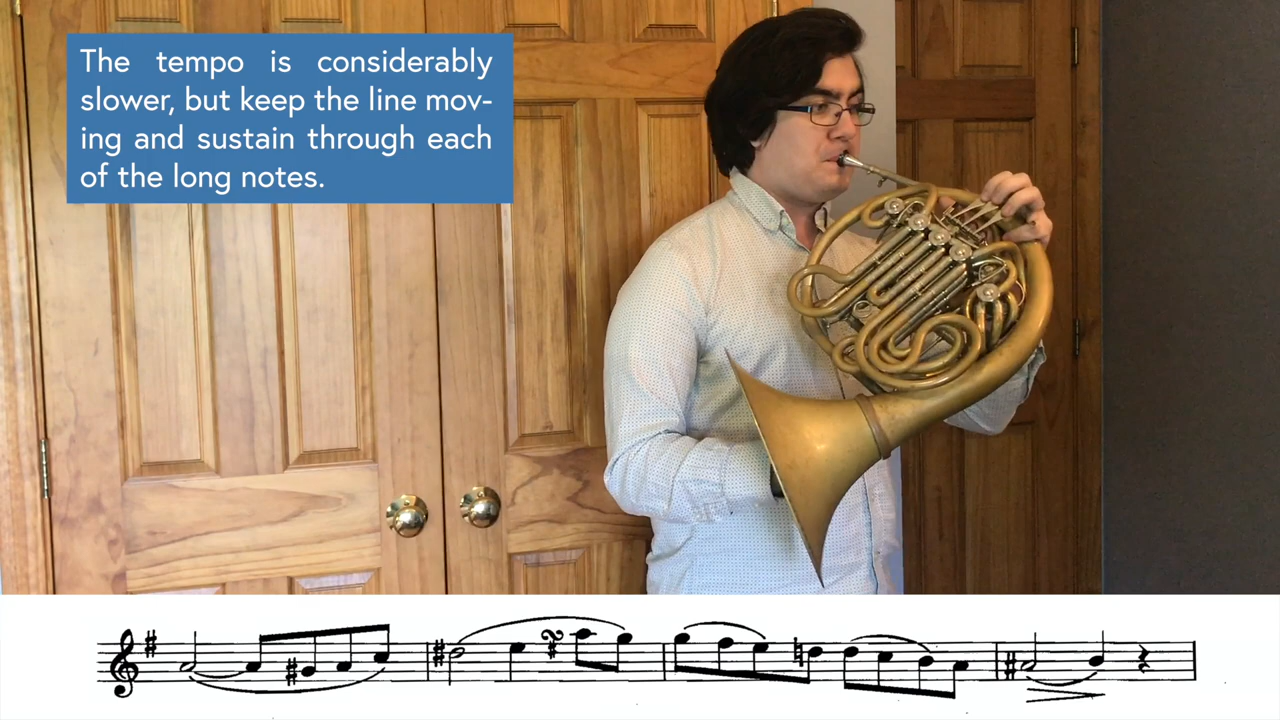 The tempo is considerably
slower, but keep the line mov-
ing and sustain through each
of the long notes.